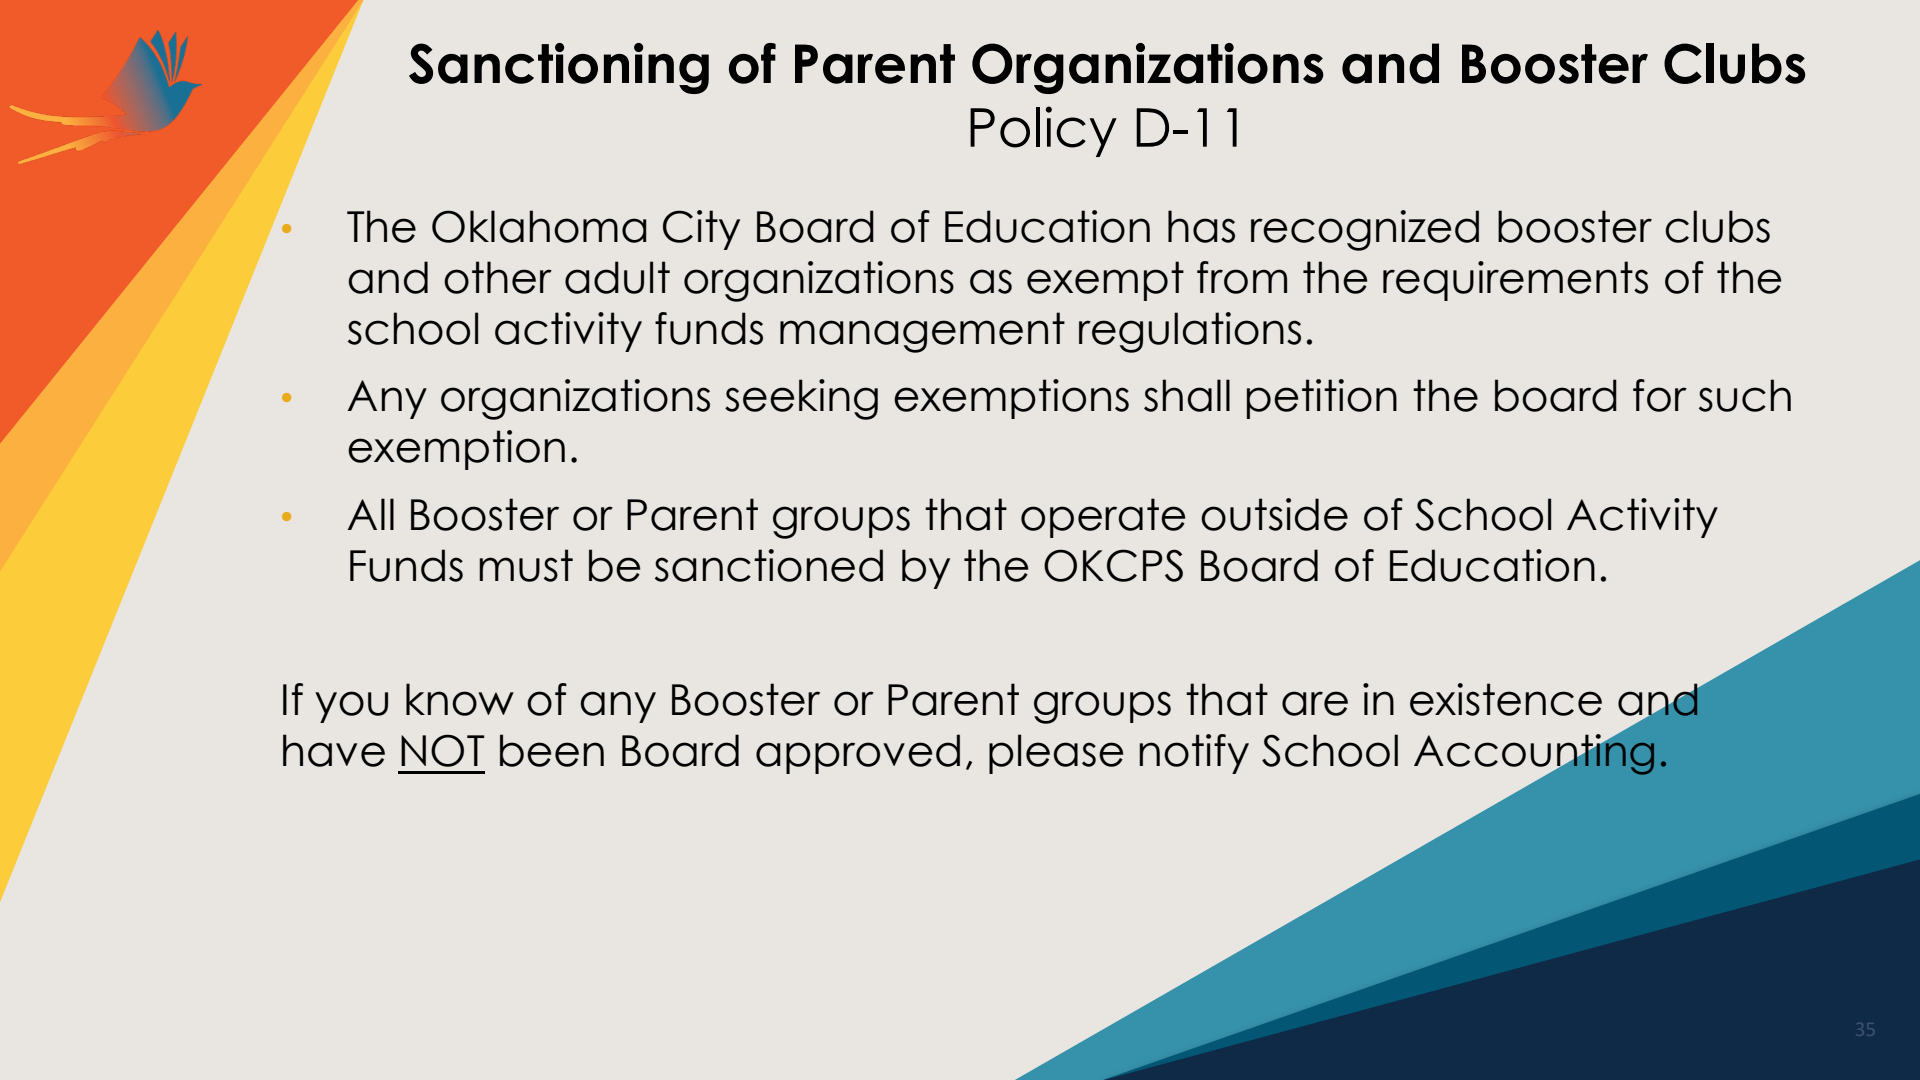 Sanctioning of Parent Organizations and Booster Clubs
Policy D-11
• The Oklahoma City Board of Education has recognized booster clubs
and other adult organizations as exempt from the requirements of the
school activity funds management regulations.
• Any organizations seeking exemptions shall petition the board for such
exemption.
• All Booster or Parent groups that operate outside of School Activity
Funds must be sanctioned by the OKCPS Board of Education.
If you know of any Booster or Parent groups that are in existence and
have NOT been Board approved, please notify School Accounting.
35